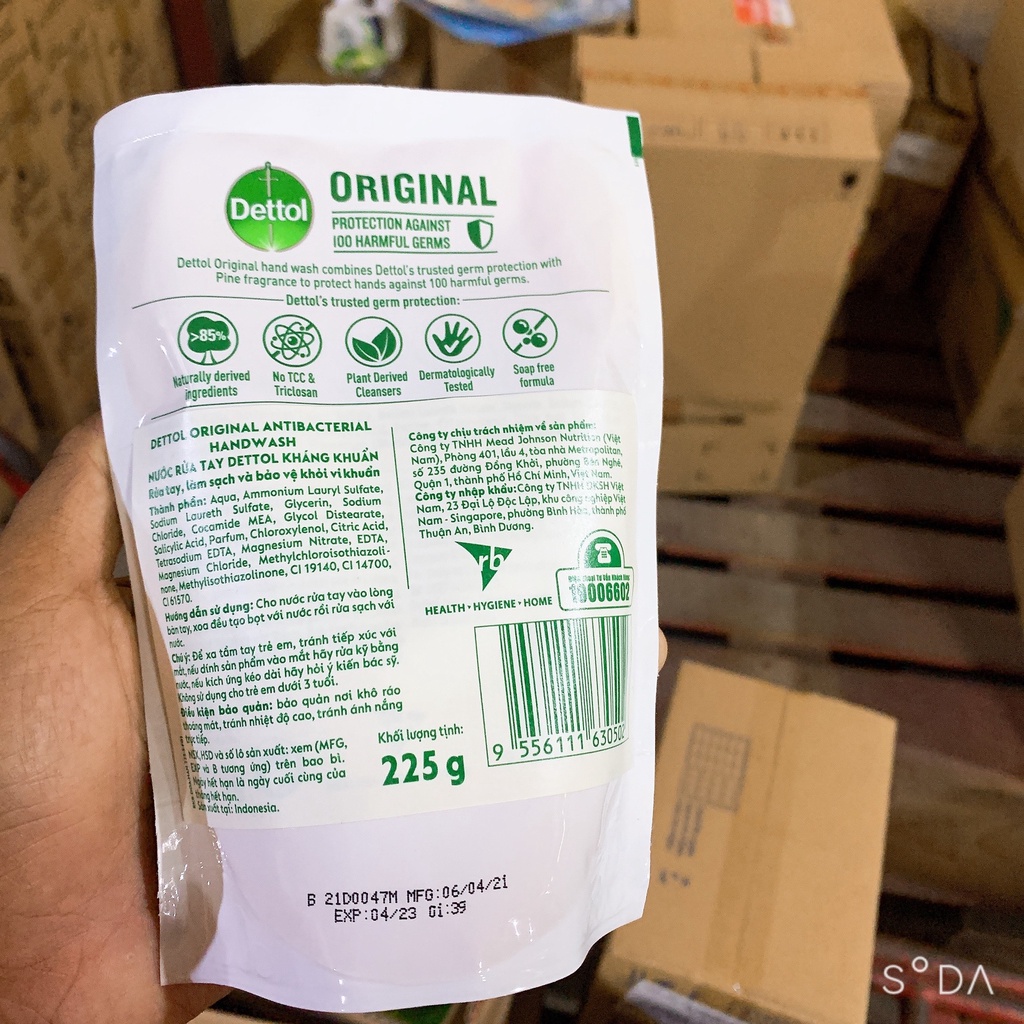 Dettol
ORIGINAL
PROTECTION AGAINST
100 HARMFUL GERMS
Dettol Original hand wash combines Dettol's trusted germ protection with
Pine fragrance to protect hands against 100 harmful germs.
Dettol's trusted germ protection:
>85%
Naturally derived
ingredients
No TCC &
Triclosan
Plant Derived
Cleansers
Dermatologically
Tested
Soap free
formula
DETTOL ORIGINAL ANTIBACTERIAL
HANDWASH
NƯỚC RỬA TAY DETTOL KHÁNG KHUẨN
Rửa tay, làm sạch và bảo vệ khỏi vi khuẩn
Thành phần: Aqua, Ammonium Lauryl Sulfate,
Sodium Laureth Sulfate, Glycerin, Sodium
Chloride, Cocamide MEA, Glycol Distearate,
Salicylic Acid, Parfum, Chloroxylenol, Citric Acid,
Tetrasodium EDTA, Magnesium Nitrate, EDTA,
Magnesium Chloride, Methylchloroisothiazoli-
none, Methylisothiazolinone, CI 19140, CI 14700,
CI 61570.
Hướng dẫn sử dụng: Cho nước rửa tay vào lòng
bàn tay, xoa đều tạo bọt với nước rồi rửa sạch với
nước.
Chú ý: Để xa tầm tay trẻ em, tránh tiếp xúc với
mắt, nếu dính sản phẩm vào mắt hãy rửa kỹ bằng
nước, nếu kích ứng kéo dài hãy hỏi ý kiến bác sỹ.
Không sử dụng cho trẻ em dưới 3 tuổi.
Điều kiện bảo quản: bảo quản nơi khô ráo
thoáng mát, tránh nhiệt độ cao, tránh ánh nắng
trực tiếp.
NSX, HSD và số lô sản xuất: xem (MFG,
EXP và B tương ứng) trên bao bì.
Ngày hết hạn là ngày cuối cùng của
tháng hết hạn.
Sản xuất tại: Indonesia.
Công ty chịu trách nhiệm về sản phẩm:
Công ty TNHH Mead Johnson Nutrition (Việt
Nam), Phòng 401, lầu 4, tòa nhà Metropolitan,
số 235 đường Đồng Khởi, phường Bến Nghé,
Quận 1, thành phố Hồ Chí Minh, Việt Nam.
Công ty nhập khẩu: Công ty TNHH DKSH Việt
Nam, 23 Đại Lộ Độc Lập, khu công nghiệp Việt
Nam - Singapore, phường Bình Hòa, thành phố
Thuận An, Bình Dương.
rb
HEALTH • HYGIENE • HOME
19006602
9 556111 630502
Khối lượng tịnh:
225 g
B 21D0047M MFG:06/04/21
EXP:04/23 01:39
S°DA